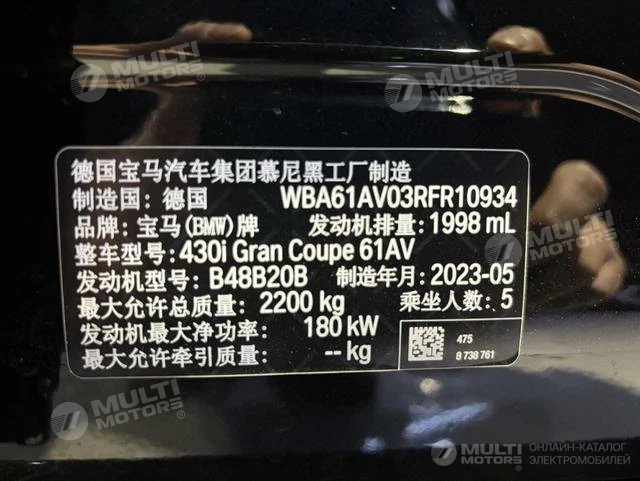 MULTI MOTORS
MULTI MOTORS
德国宝马汽车集团慕尼黑工厂制造
制造国：德国 WBA61AV03RFR10934
品牌：宝马(BMW)牌 发动机排量：1998 mL
整车型号：430i Gran Coupe 61AV
发动机型号：B48B20B 制造年月：2023-05
最大允许总质量：2200 kg 乘坐人数：5
发动机最大净功率：180 kW
最大允许牵引质量：-- kg
475
8 738 761
MULTI MOTORS
MULTI MOTORS
MULTI MOTORS ОНЛАЙН-КАТАЛОГ
ЭЛЕКТРОМОБИЛЕЙ